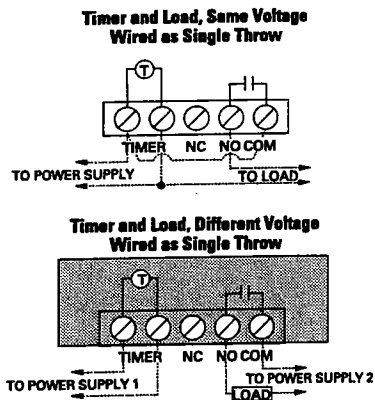 Timer and Load, Same Voltage
Wired as Single Throw
T
TIMER NC NO COM
TO POWER SUPPLY
TO LOAD
Timer and Load, Different Voltage
Wired as Single Throw
T
TIMER NC NO COM
TO POWER SUPPLY 1
TO POWER SUPPLY 2
LOAD